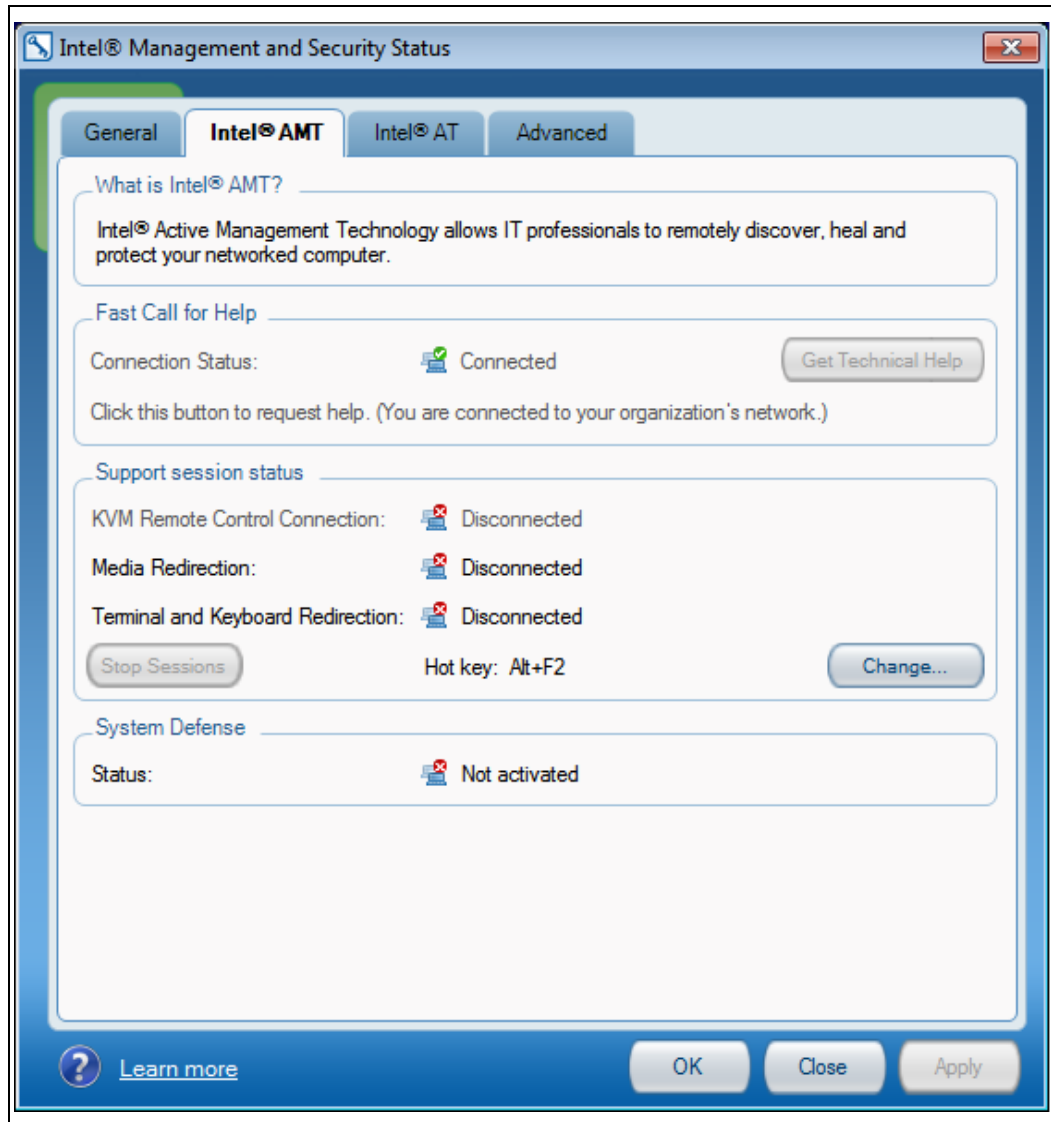 Intel® Management and Security Status
General Intel® AMT Intel® AT Advanced
What is Intel® AMT?
Intel® Active Management Technology allows IT professionals to remotely discover, heal and
protect your networked computer.
Fast Call for Help
Connection Status: Connected Get Technical Help
Click this button to request help. (You are connected to your organization's network.)
Support session status
KVM Remote Control Connection: Disconnected
Media Redirection: Disconnected
Terminal and Keyboard Redirection: Disconnected
Stop Sessions Hot key: Alt+F2 Change...
System Defense
Status: Not activated
? Learn more OK Close Apply